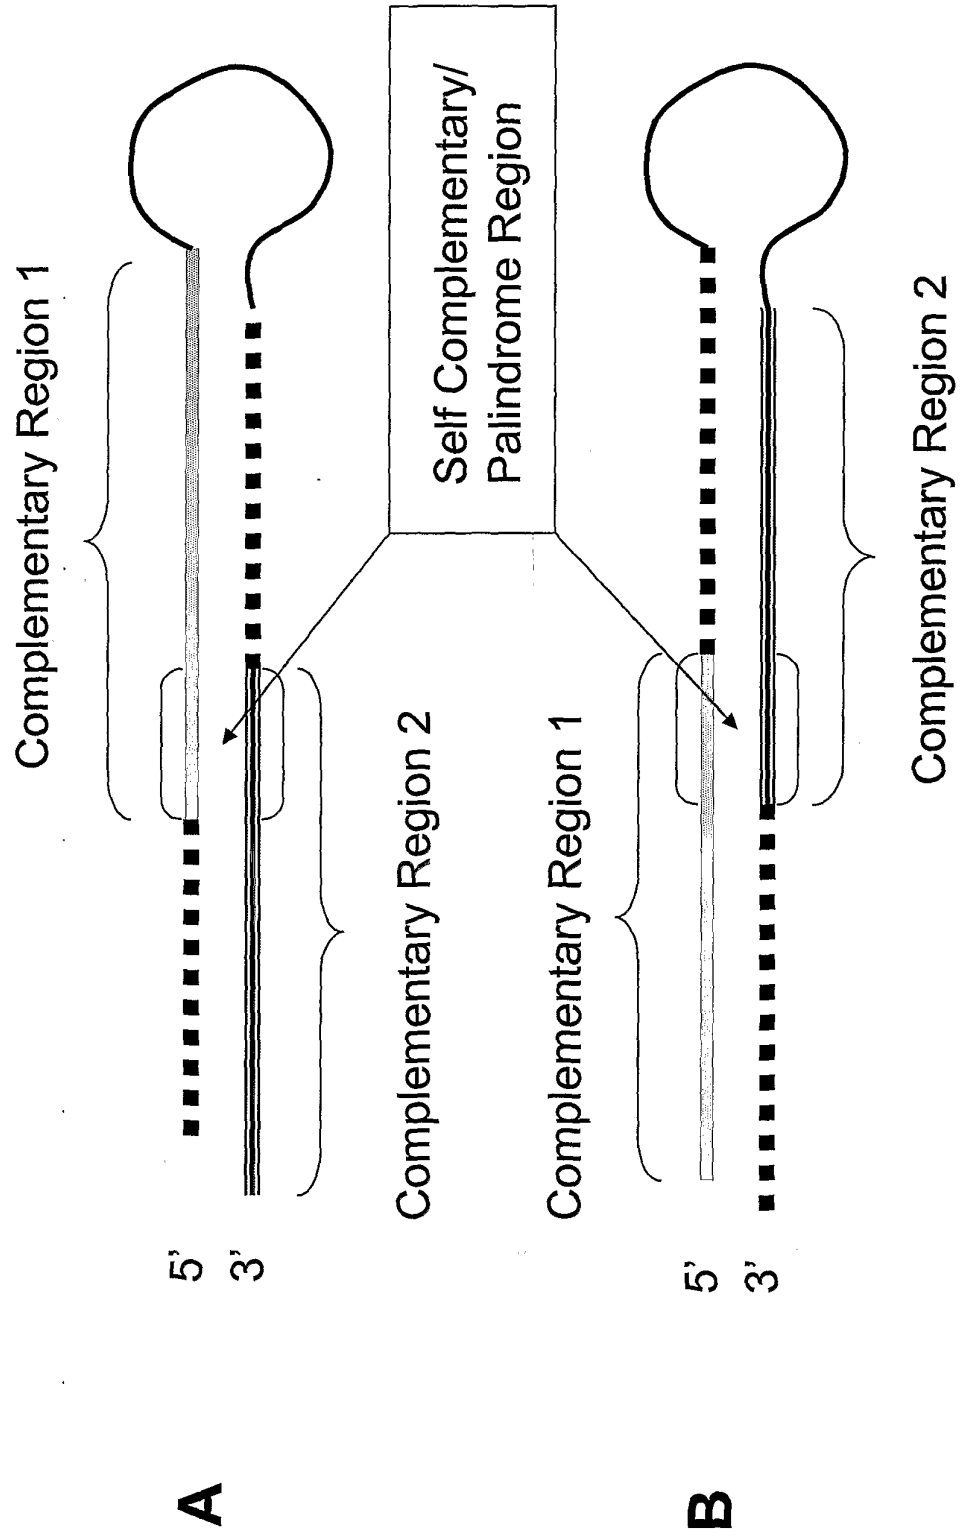 A
5'
3'
Complementary Region 1
Complementary Region 2
Self Complementary/
Palindrome Region
B
5'
3'
Complementary Region 1
Complementary Region 2